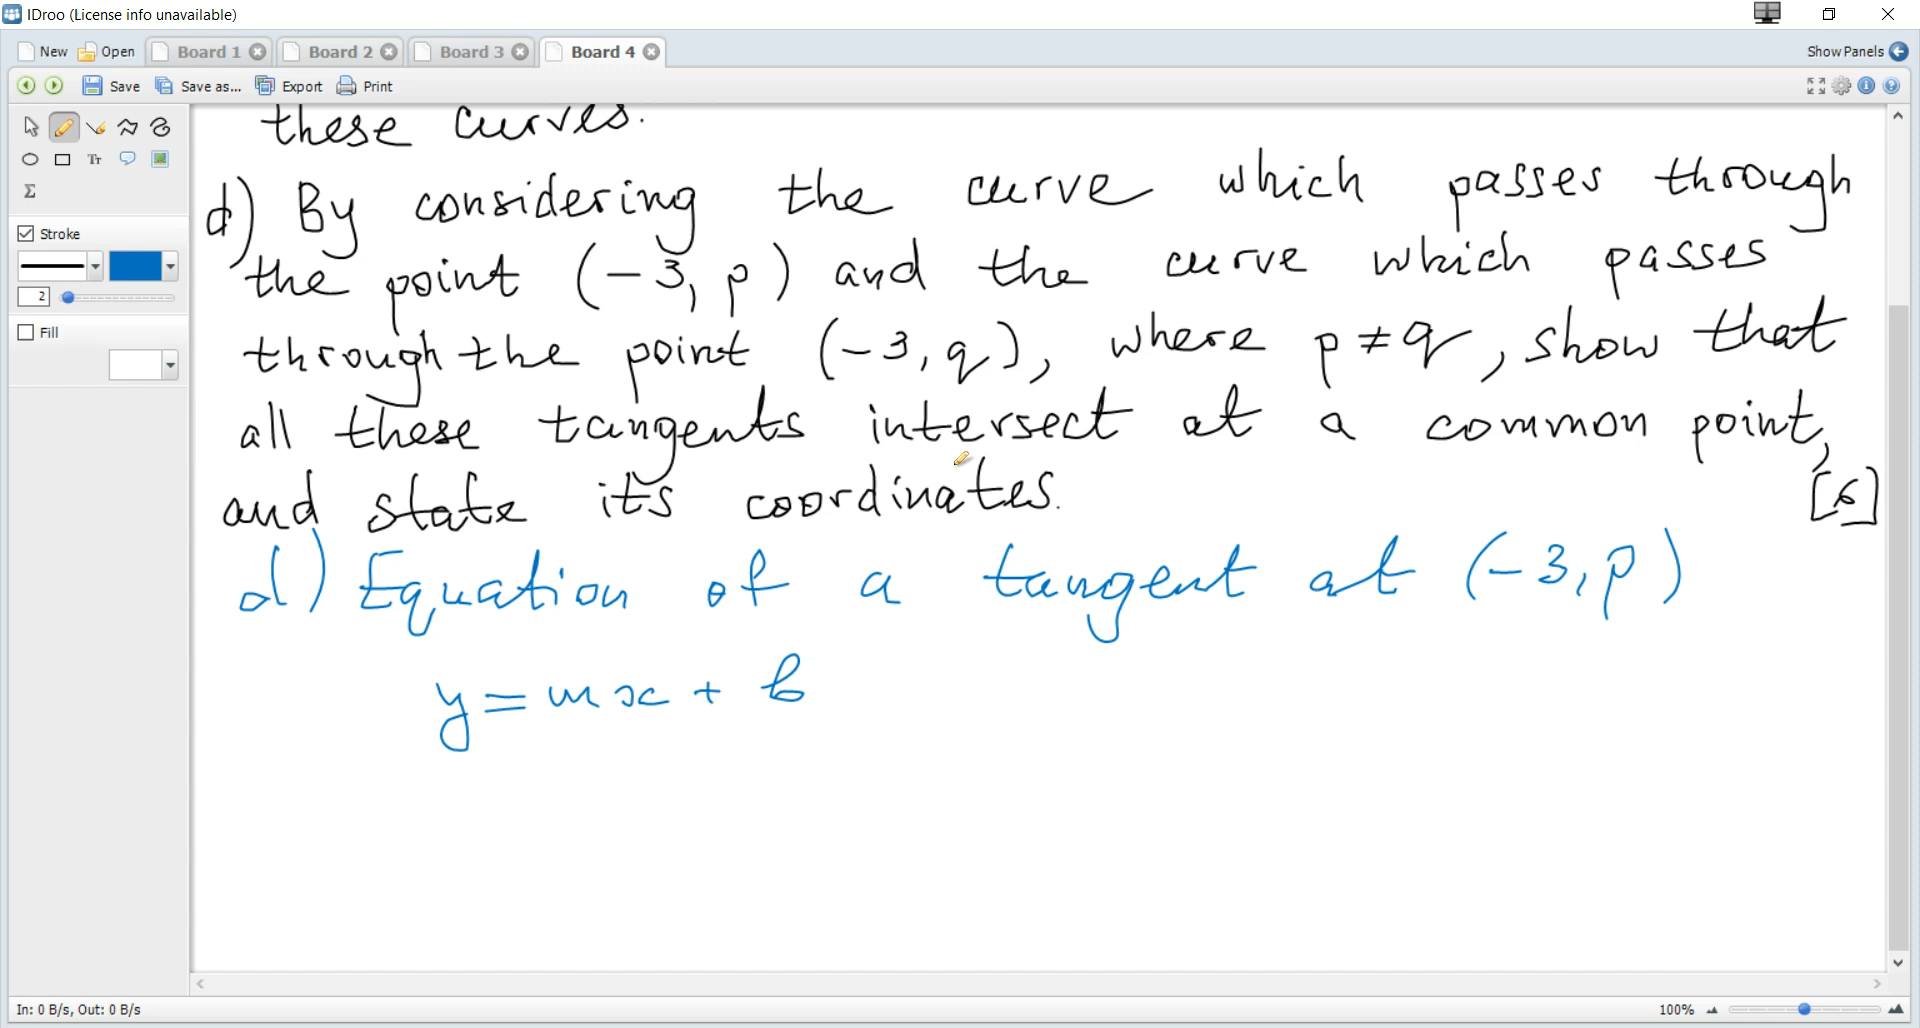 IDroo (License info unavailable)
New Open Board 1 Board 2 Board 3 Board 4 Show Panels
Save Save as... Export Print
these curves.
d) By considering the curve which passes through
the point (-3, p) and the curve which passes
through the point (-3, q), where p ≠ q, show that
all these tangents intersect at a common point,
and state its coordinates. [6]
d) Equation of a tangent at (-3, p)
y = mx + b
Tt
Σ
Stroke
2
Fill
In: 0 B/s, Out: 0 B/s 100%